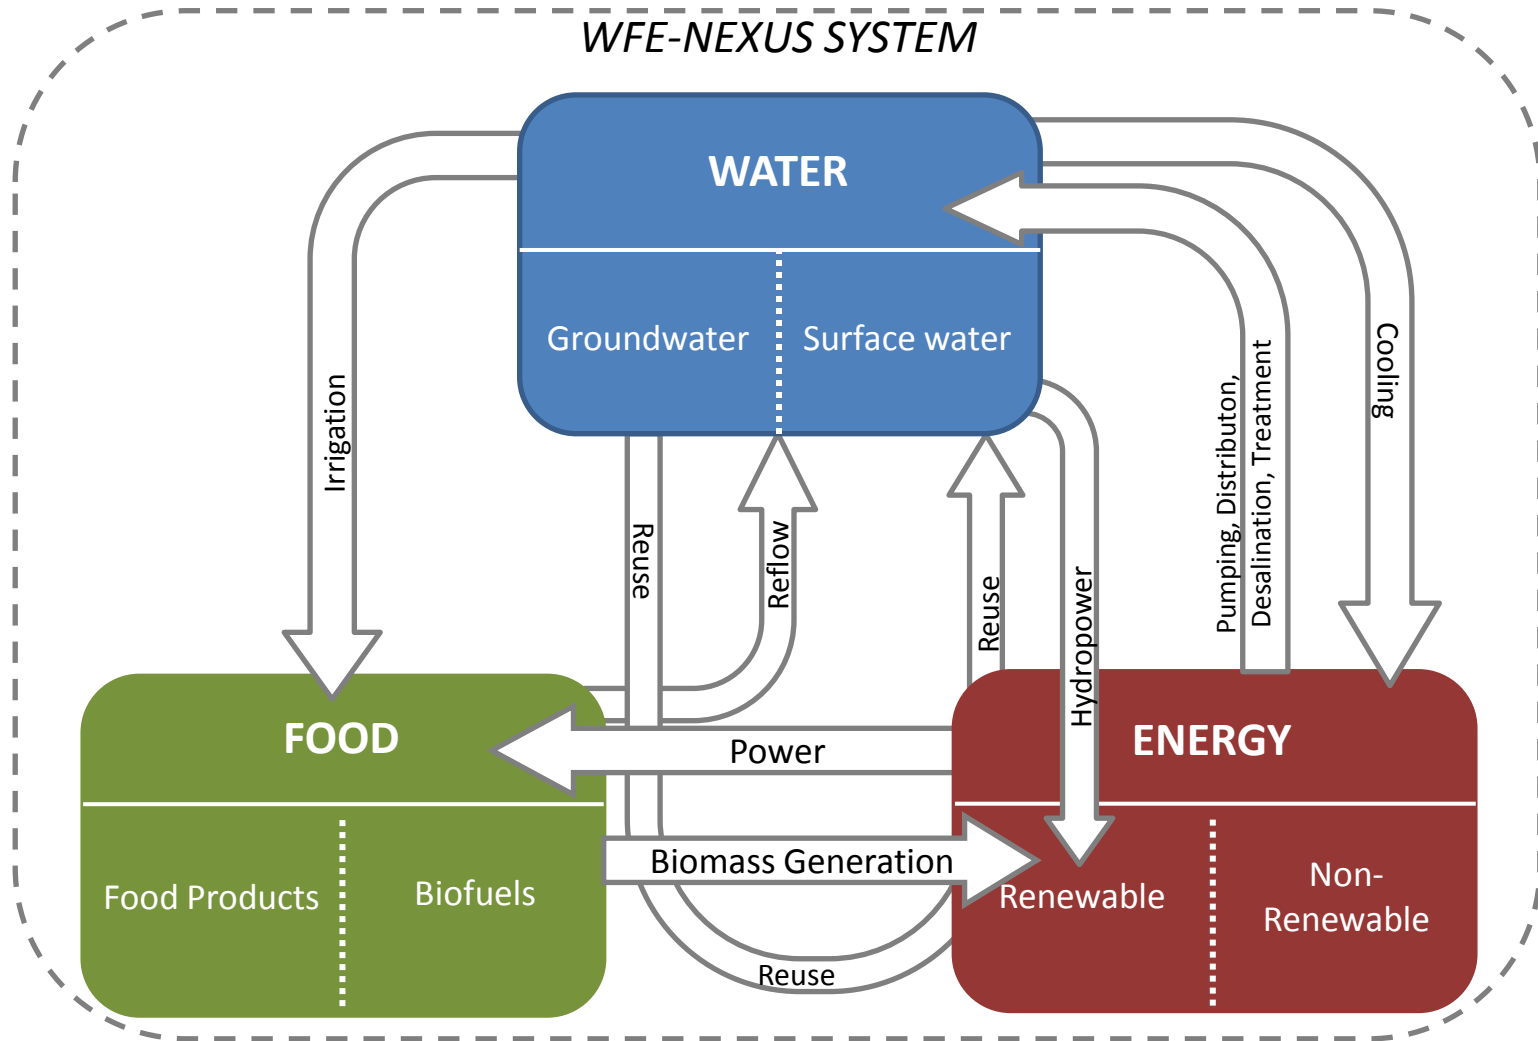 WFE-NEXUS SYSTEM
WATER
Groundwater
Surface water
Irrigation
Reuse
Reflow
Reuse
Hydropower
Pumping, Distributon,
Desalination, Treatment
Cooling
FOOD
Power
ENERGY
Biomass Generation
Food Products
Biofuels
Renewable
Non-
Renewable
Reuse